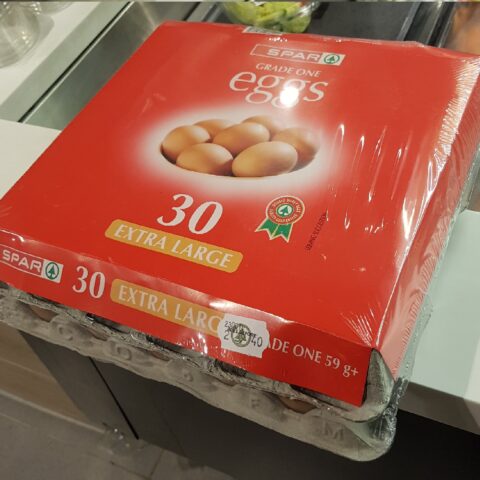 SPAR
GRADE ONE
eggs
30
EXTRA LARGE
SPAR
30 EXTRA LARG
ADE ONE 59 g+